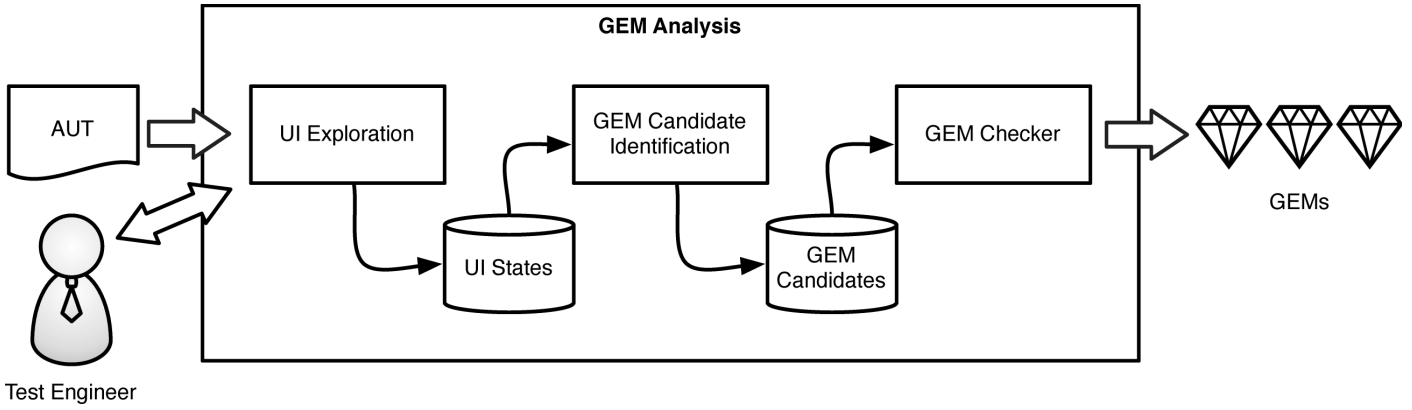 GEM Analysis
AUT
UI Exploration
GEM Candidate
Identification
GEM Checker
UI States
GEM
Candidates
GEMs
Test Engineer